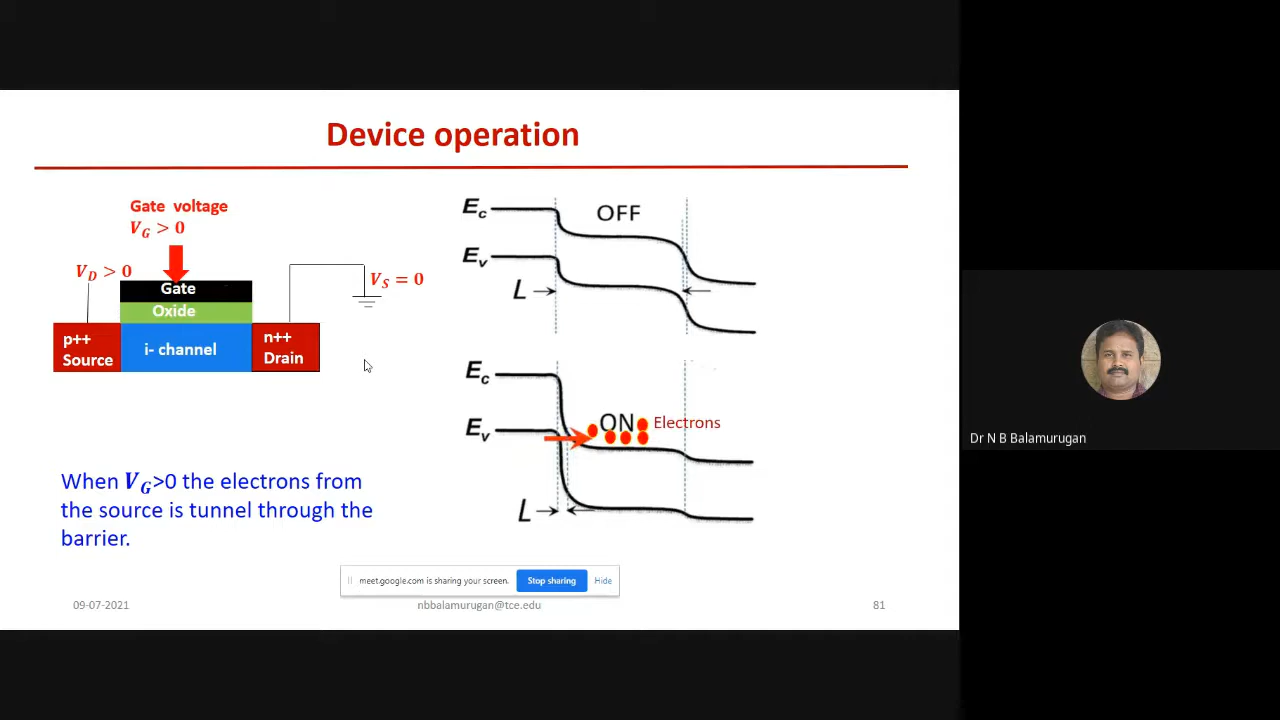 Device operation
Gate voltage
V_G > 0
V_D > 0
V_S = 0
Gate
Oxide
p++
Source
i- channel
n++
Drain
E_c
OFF
E_v
L
E_c
ON
Electrons
E_v
L
When V_G>0 the electrons from
the source is tunnel through the
barrier.
meet.google.com is sharing your screen.
Stop sharing
Hide
09-07-2021
nbbalamurugan@tce.edu
81
Dr N B Balamurugan